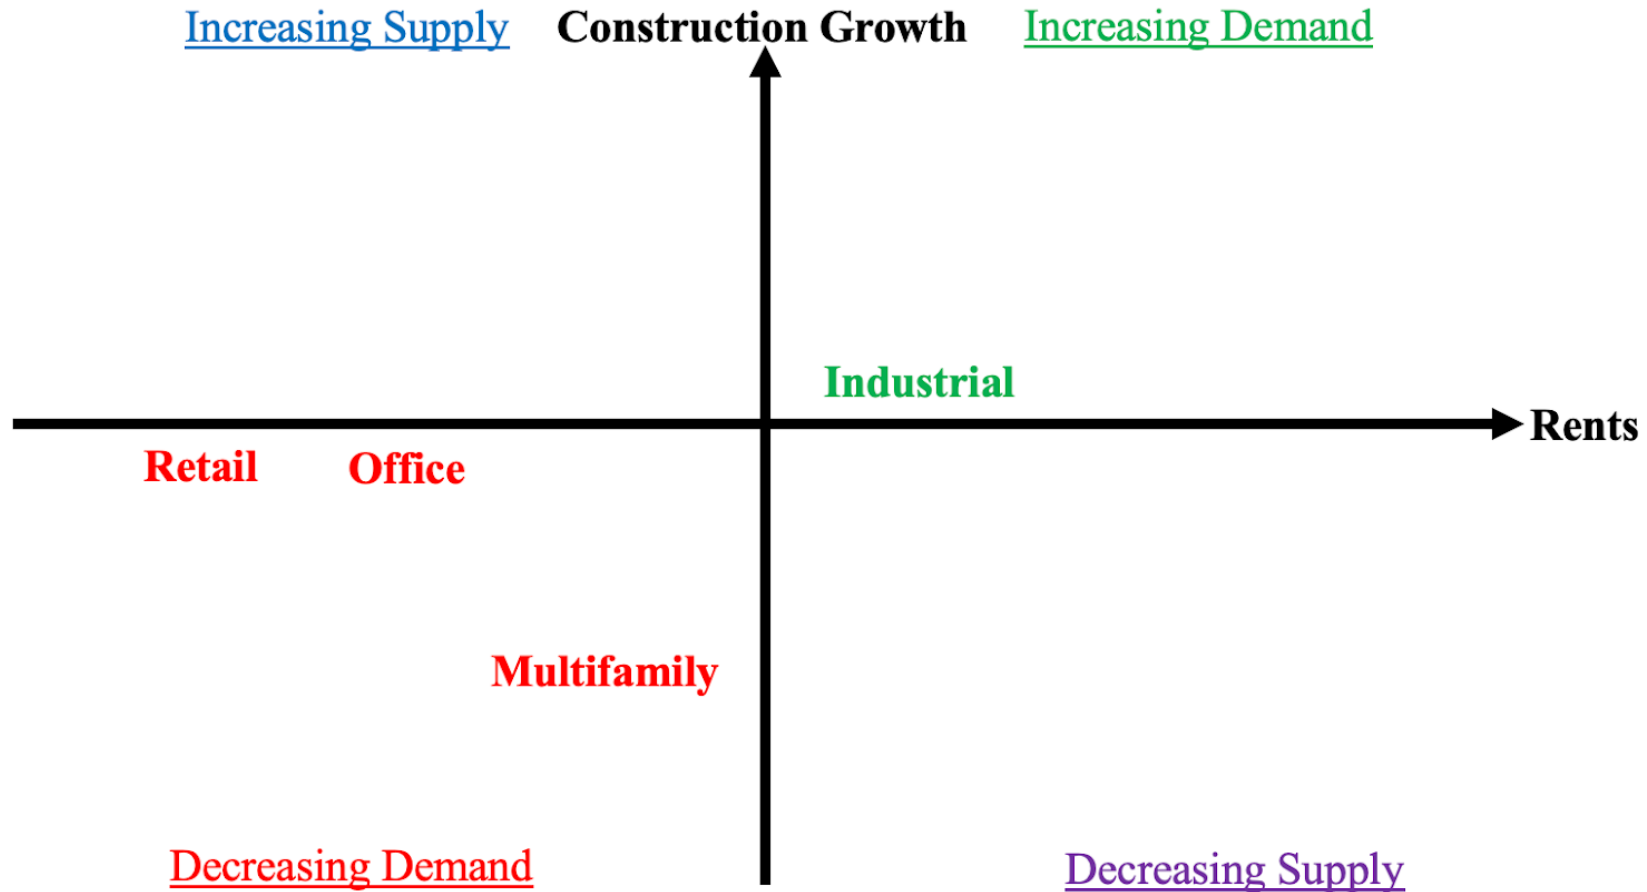 Increasing Supply
Construction Growth
Increasing Demand
Industrial
Rents
Retail
Office
Multifamily
Decreasing Demand
Decreasing Supply